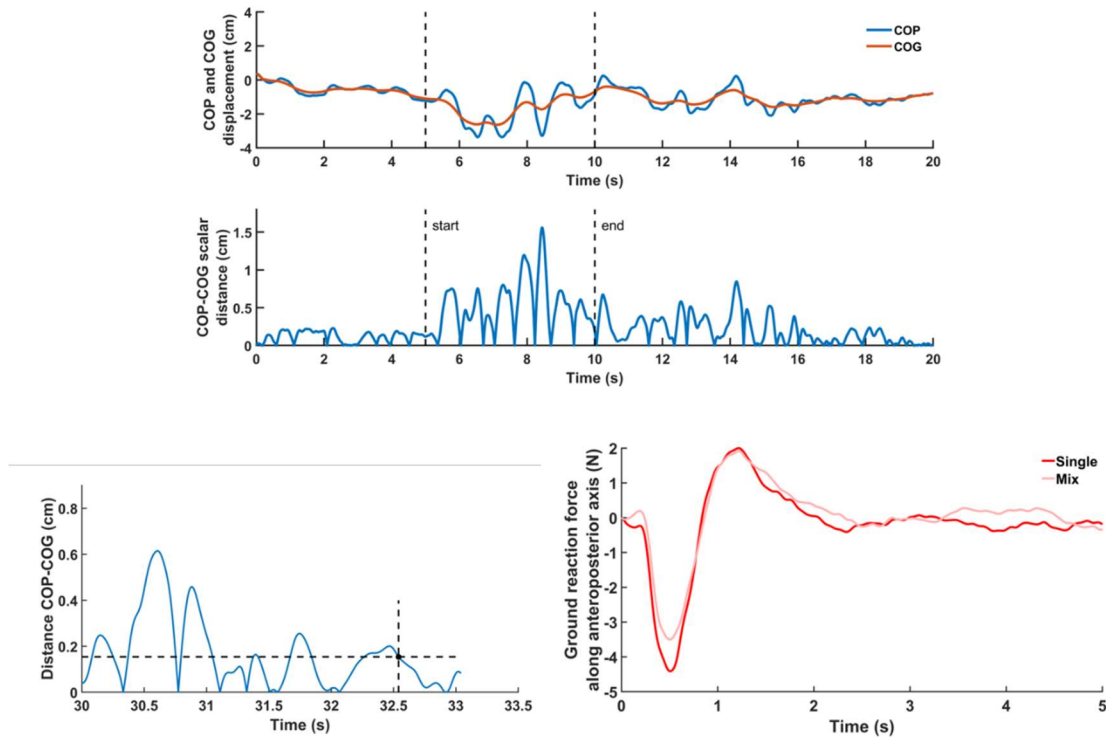 COP and COG
displacement (cm)
4
2
0
-2
-4
COP
COG
0 2 4 6 8 10 12 14 16 18 20
Time (s)
COP-COG scalar
distance (cm)
1.5
1
0.5
0
start
end
0 2 4 6 8 10 12 14 16 18 20
Time (s)
Distance COP-COG (cm)
0.8
0.6
0.4
0.2
0
30 30.5 31 31.5 32 32.5 33 33.5
Time (s)
Ground reaction force
along anteroposterior axis (N)
2
1
0
-1
-2
-3
-4
-5
Single
Mix
0 1 2 3 4 5
Time (s)